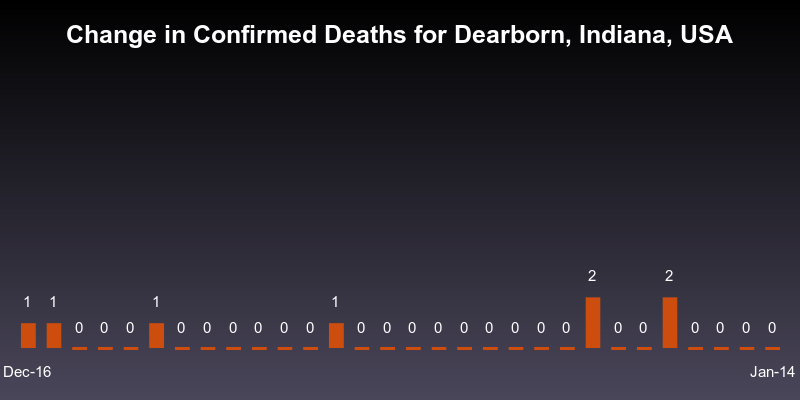 Change in Confirmed Deaths for Dearborn, Indiana, USA
2 2
1 1 1 1
0 0 0 0 0 0 0 0 0 0 0 0 0 0 0 0 0 0 0 0 0 0 0 0
Dec-16 Jan-14